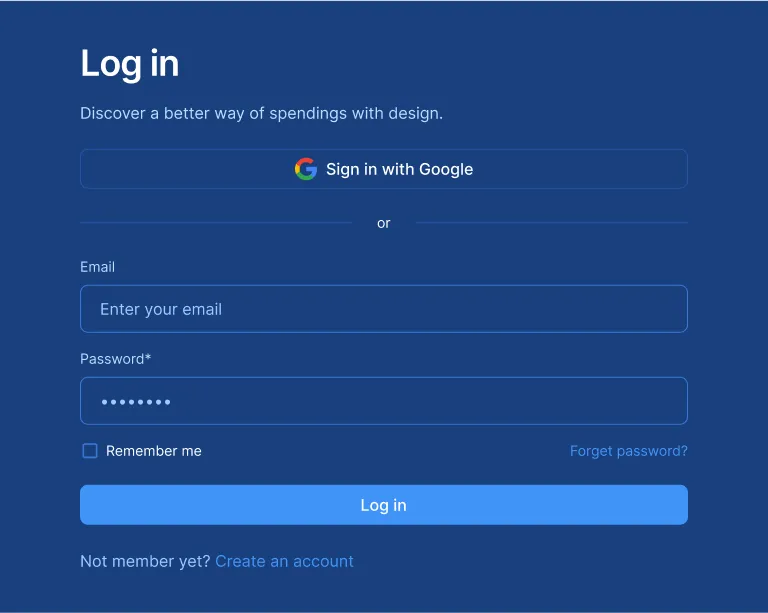 Log in
Discover a better way of spendings with design.
Sign in with Google
or
Email
Enter your email
Password*
••••••••
Remember me
Forget password?
Log in
Not member yet? Create an account